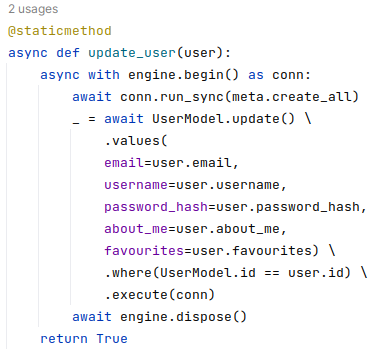 2 usages
@staticmethod
async def update_user(user):
    async with engine.begin() as conn:
        await conn.run_sync(meta.create_all)
        _ = await UserModel.update() \
            .values(
            email=user.email,
            username=user.username,
            password_hash=user.password_hash,
            about_me=user.about_me,
            favourites=user.favourites) \
            .where(UserModel.id == user.id) \
            .execute(conn)
        await engine.dispose()
    return True